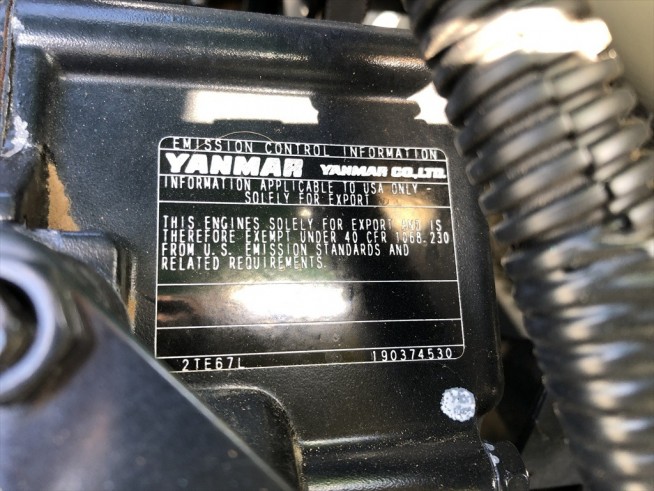 EMISSION CONTROL INFORMATION
YANMAR YANMAR CO.,LTD.
INFORMATION APPLICABLE TO USA ONLY -
SOLELY FOR EXPORT
THIS ENGINES SOLELY FOR EXPORT AND IS
THEREFORE EXEMPT UNDER 40 CFR 1068.230
FROM U.S. EMISSION STANDARDS AND
RELATED REQUIREMENTS
2TE67L 190374530